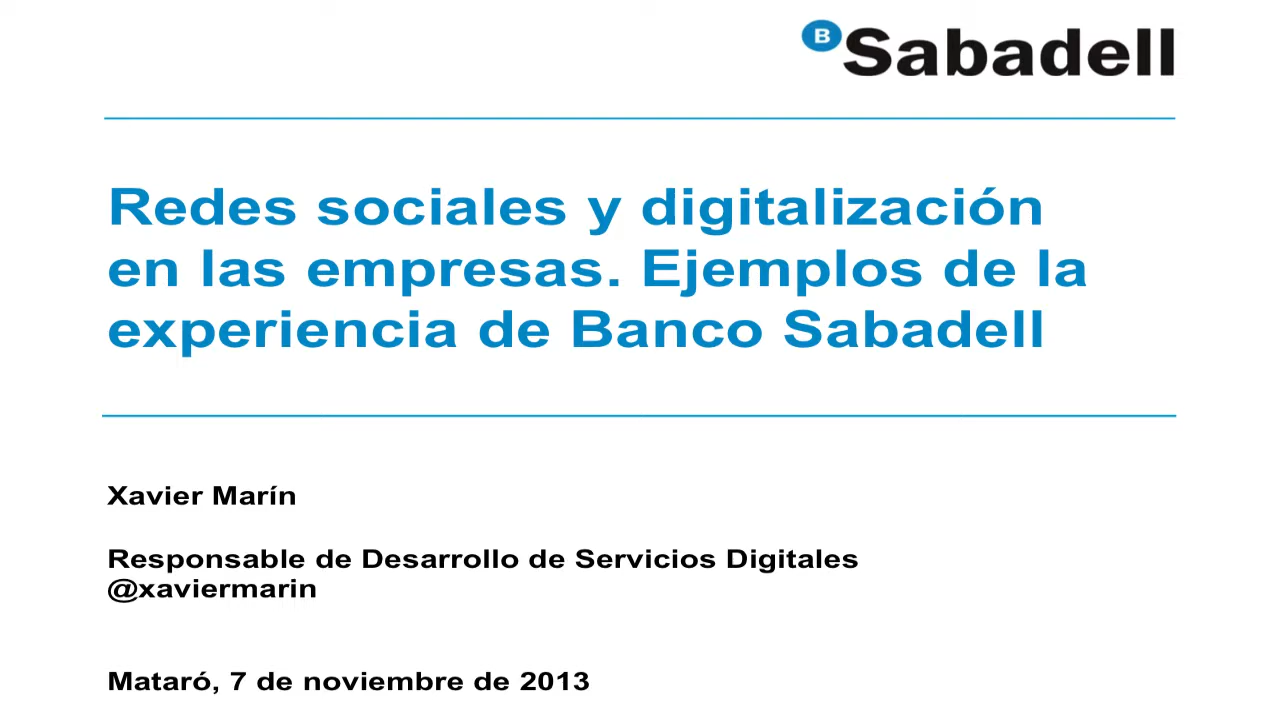 B Sabadell
Redes sociales y digitalización
en las empresas. Ejemplos de la
experiencia de Banco Sabadell
Xavier Marín
Responsable de Desarrollo de Servicios Digitales
@xaviermarin
Mataró, 7 de noviembre de 2013